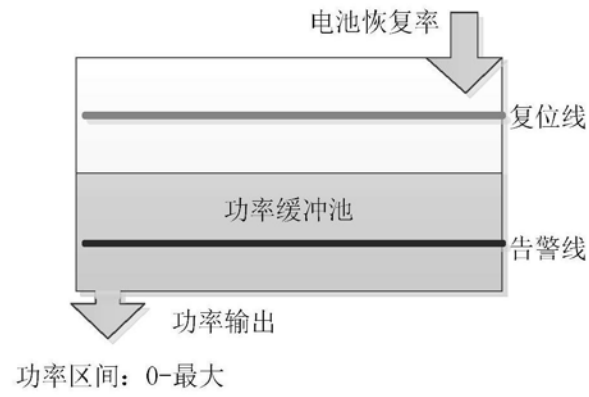 电池恢复率
复位线
功率缓冲池
告警线
功率输出
功率区间：0-最大